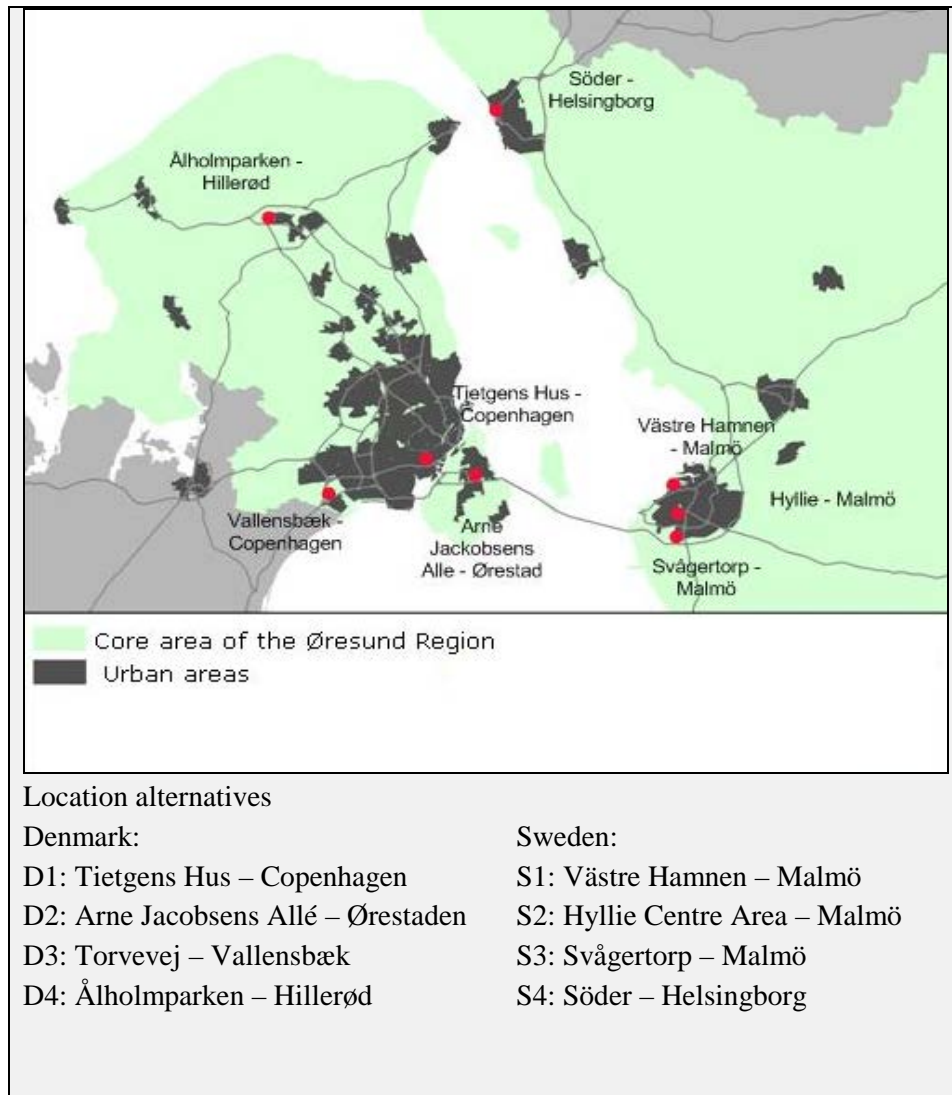 Söder -
Helsingborg
Ålholmparken -
Hillerød
Tietgens Hus -
Copenhagen
Västre Hamnen
- Malmö
Hyllie - Malmö
Vallensbæk -
Copenhagen
Arne
Jackobsens
Alle - Ørestad
Svågertorp -
Malmö
Core area of the Øresund Region
Urban areas
Location alternatives
Denmark:
Sweden:
D1: Tietgens Hus – Copenhagen
S1: Västre Hamnen – Malmö
D2: Arne Jacobsens Allé – Ørestaden
S2: Hyllie Centre Area – Malmö
D3: Torvevej – Vallensbæk
S3: Svågertorp – Malmö
D4: Ålholmparken – Hillerød
S4: Söder – Helsingborg